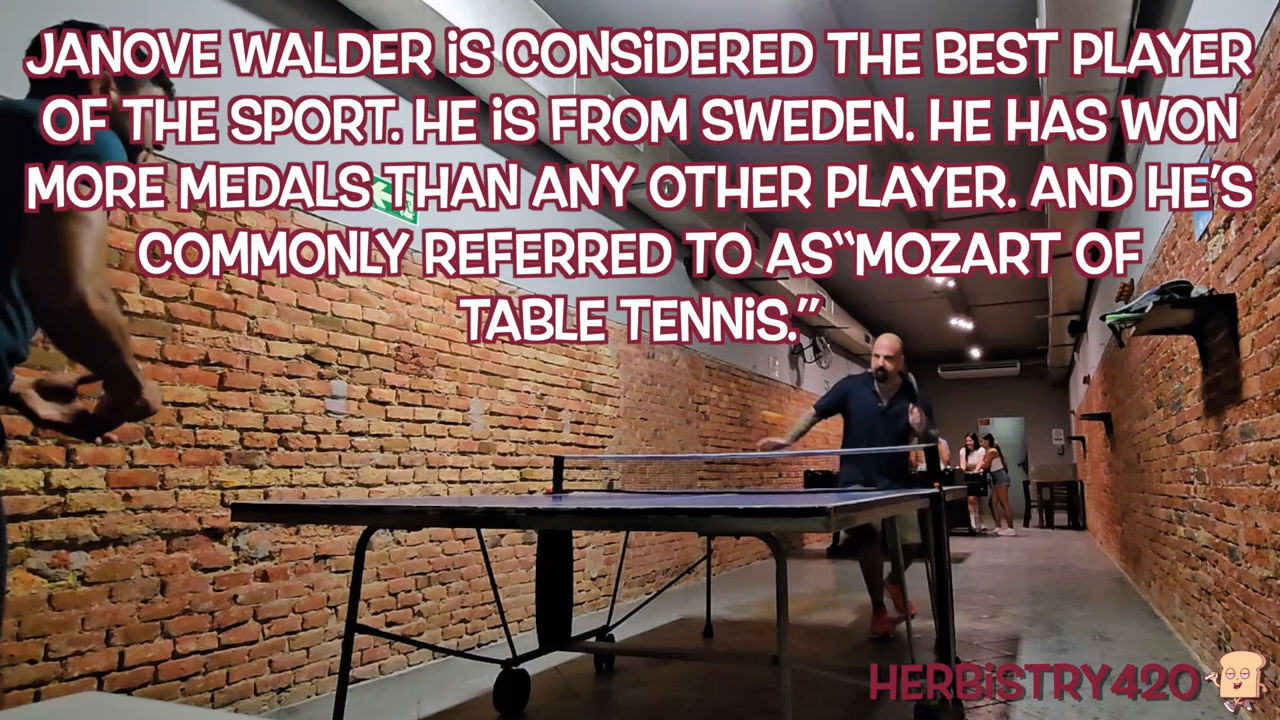 JANOVE WALDER iS CONSiDERED THE BEST PLAYER
OF THE SPORT. HE iS FROM SWEDEN. HE HAS WON
MORE MEDALS THAN ANY OTHER PLAYER. AND HE'S
COMMONLY REFERRED TO AS“MOZART OF
TABLE TENNiS.”
HERBiSTRY420